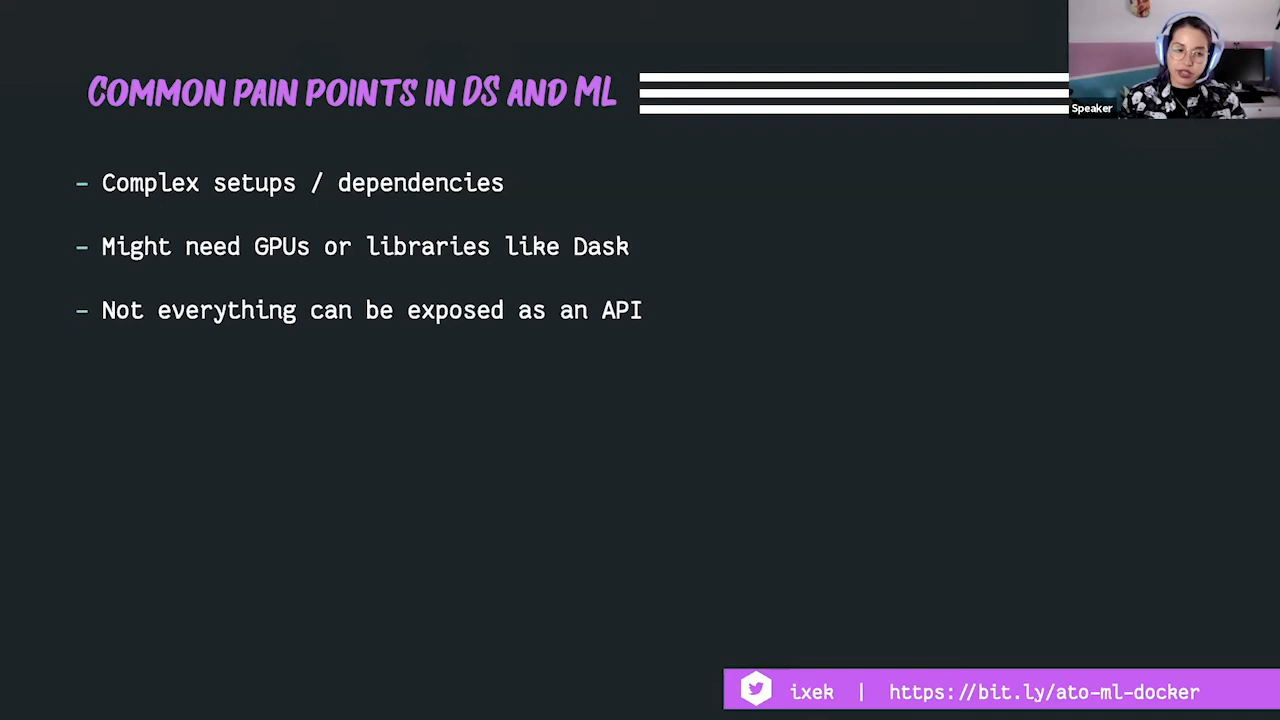 Common pain points in DS and ML
Speaker
- Complex setups / dependencies
- Might need GPUs or libraries like Dask
- Not everything can be exposed as an API
ixek | https://bit.ly/ato-ml-docker